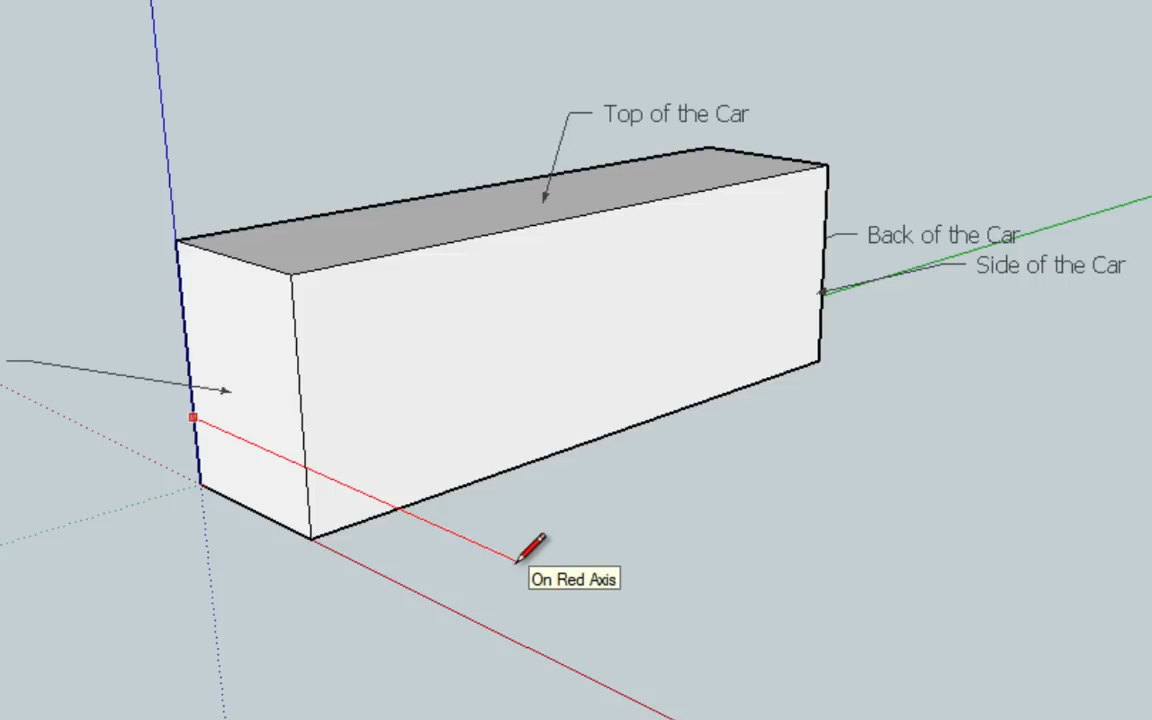 Top of the Car
Back of the Car
Side of the Car
On Red Axis